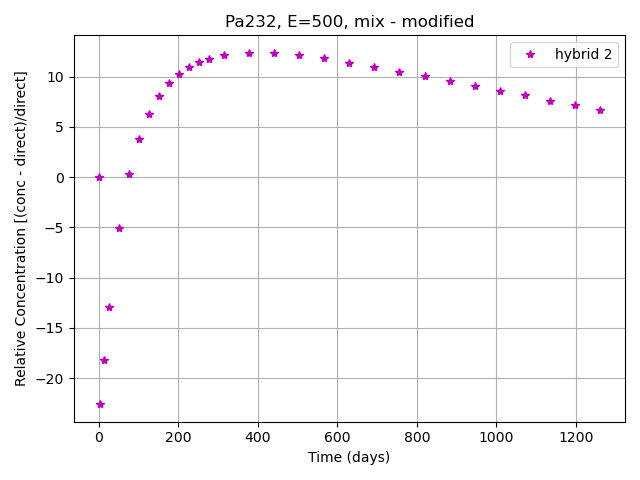 Pa232, E=500, mix - modified
hybrid 2
Relative Concentration [(conc - direct)/direct]
10
5
0
−5
−10
−15
−20
0 200 400 600 800 1000 1200
Time (days)